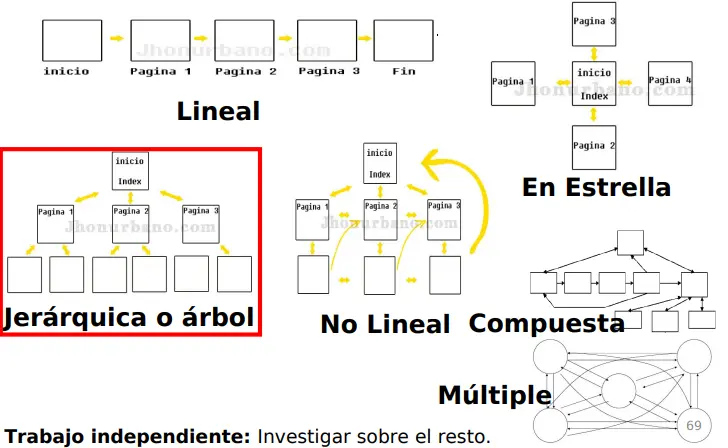 Jhonurbano.com
inicio Pagina 1 Pagina 2 Pagina 3 Fin
Lineal
Pagina 3
Pagina 1
inicio
Index
Pagina 4
Jhonurbano.com
Pagina 2
En Estrella
inicio
Index
Pagina 1 Pagina 2 Pagina 3
Jhonurbano.com
Jerárquica o árbol
inicio
Index
Pagina 1 Pagina 2 Pagina 3
Jhonurbano.com
No Lineal
Compuesta
Múltiple
69
Trabajo independiente: Investigar sobre el resto.